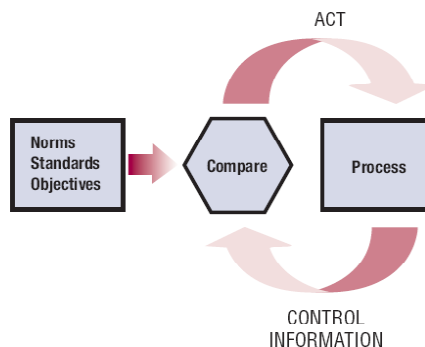 ACT
Norms
Standards
Objectives
Compare
Process
CONTROL
INFORMATION